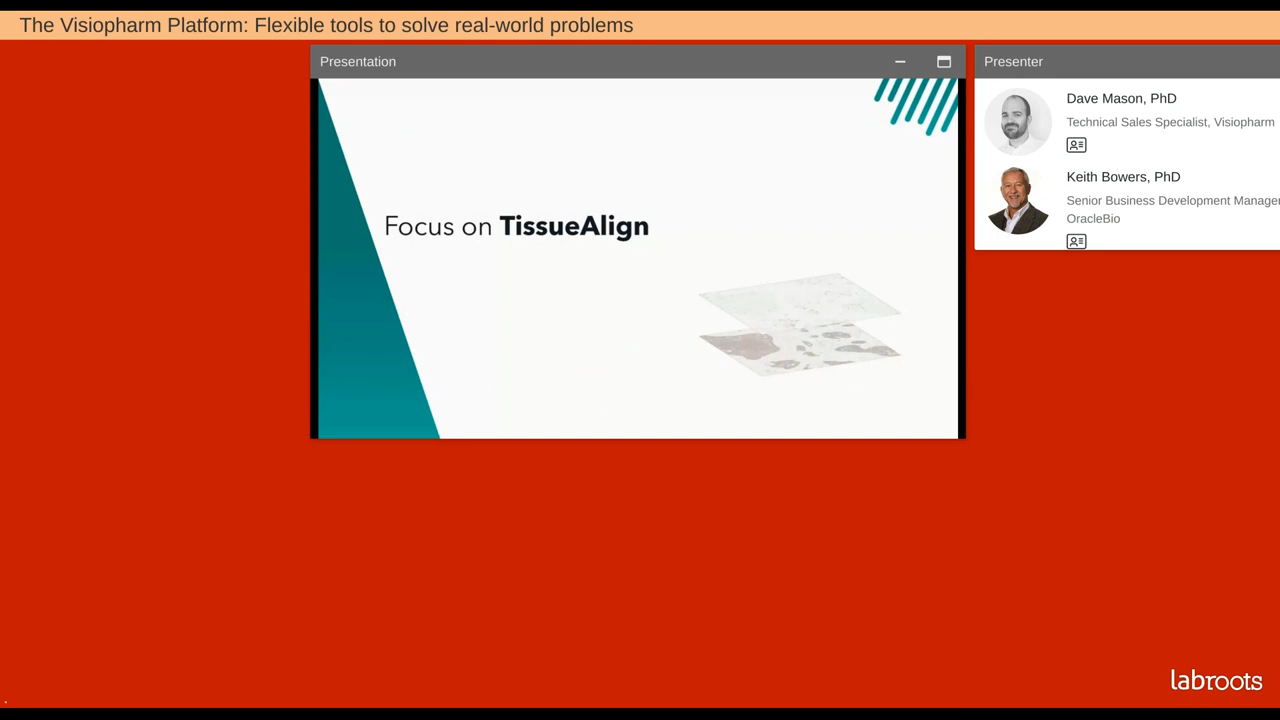 The Visiopharm Platform: Flexible tools to solve real-world problems
Presentation
Focus on TissueAlign
Presenter
Dave Mason, PhD
Technical Sales Specialist, Visiopharm
Keith Bowers, PhD
Senior Business Development Manager
OracleBio
labroots